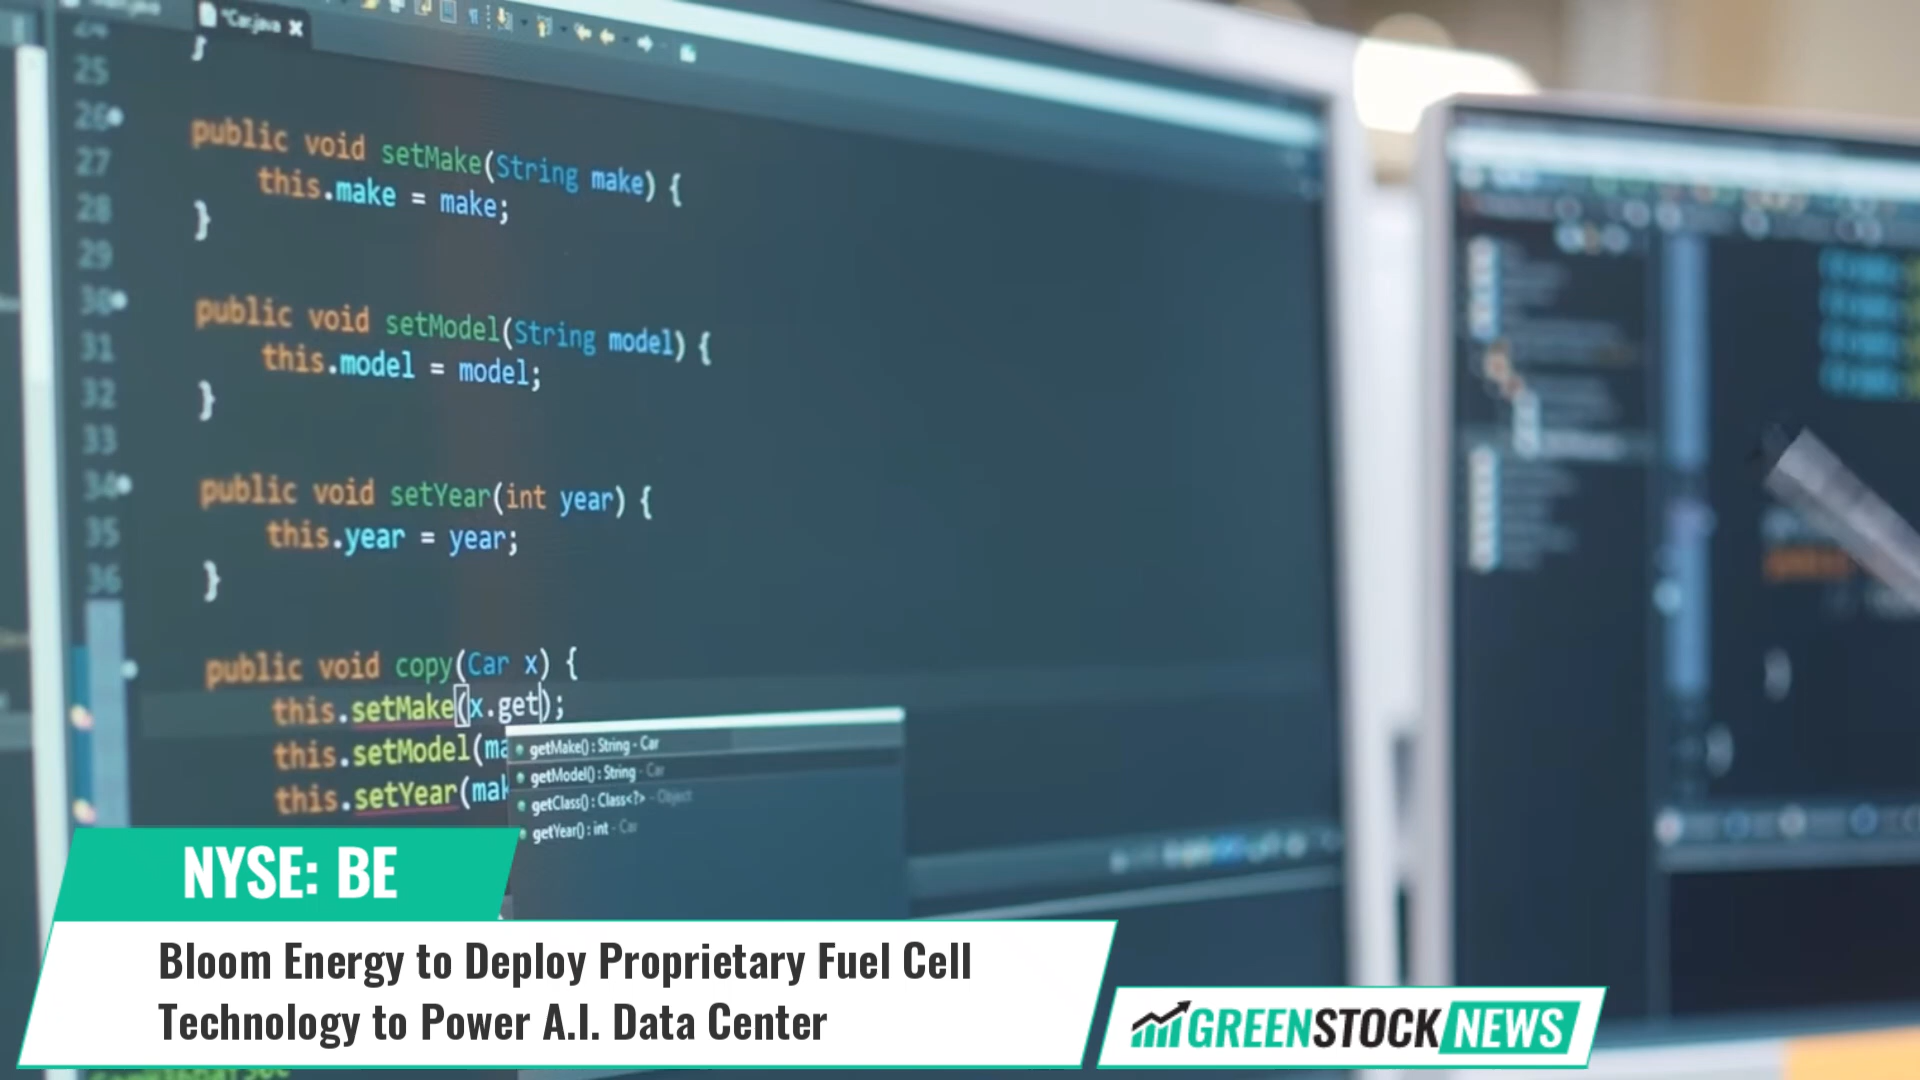 *Car.java
24
25
}
26
public void setMake(String make) {
27
this.make = make;
28
}
29
30
public void setModel(String model) {
31
this.model = model;
32
}
33
34
public void setYear(int year) {
35
this.year = year;
36
}
public void copy(Car x) {
this.setMake(x.get);
this.setModel(ma
this.setYear(mak
getMake() : String - Car
getModel() : String - Car
getClass() : Class<?> - Object
getYear() : int - Car
NYSE: BE
Bloom Energy to Deploy Proprietary Fuel Cell
Technology to Power A.I. Data Center
GREENSTOCKNEWS